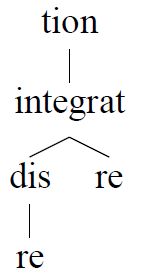 tion
integrat
dis re
re